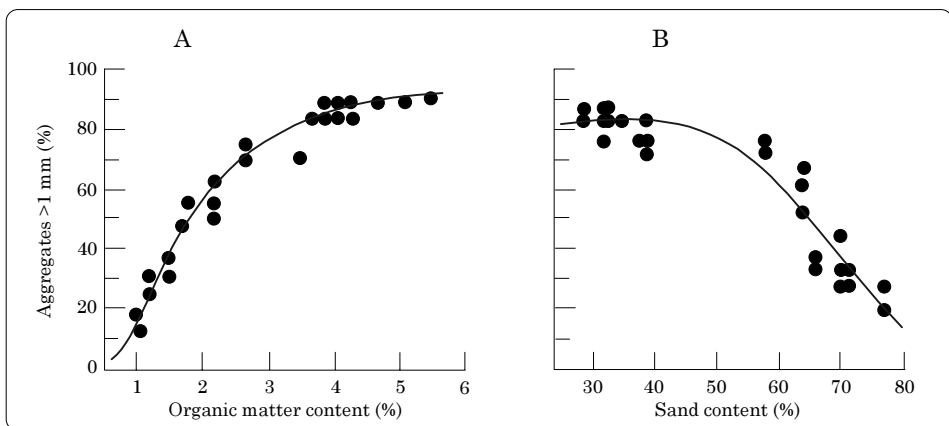 A
B
Aggregates >1 mm (%)
100
80
60
40
20
0
1 2 3 4 5 6
Organic matter content (%)
30 40 50 60 70 80
Sand content (%)